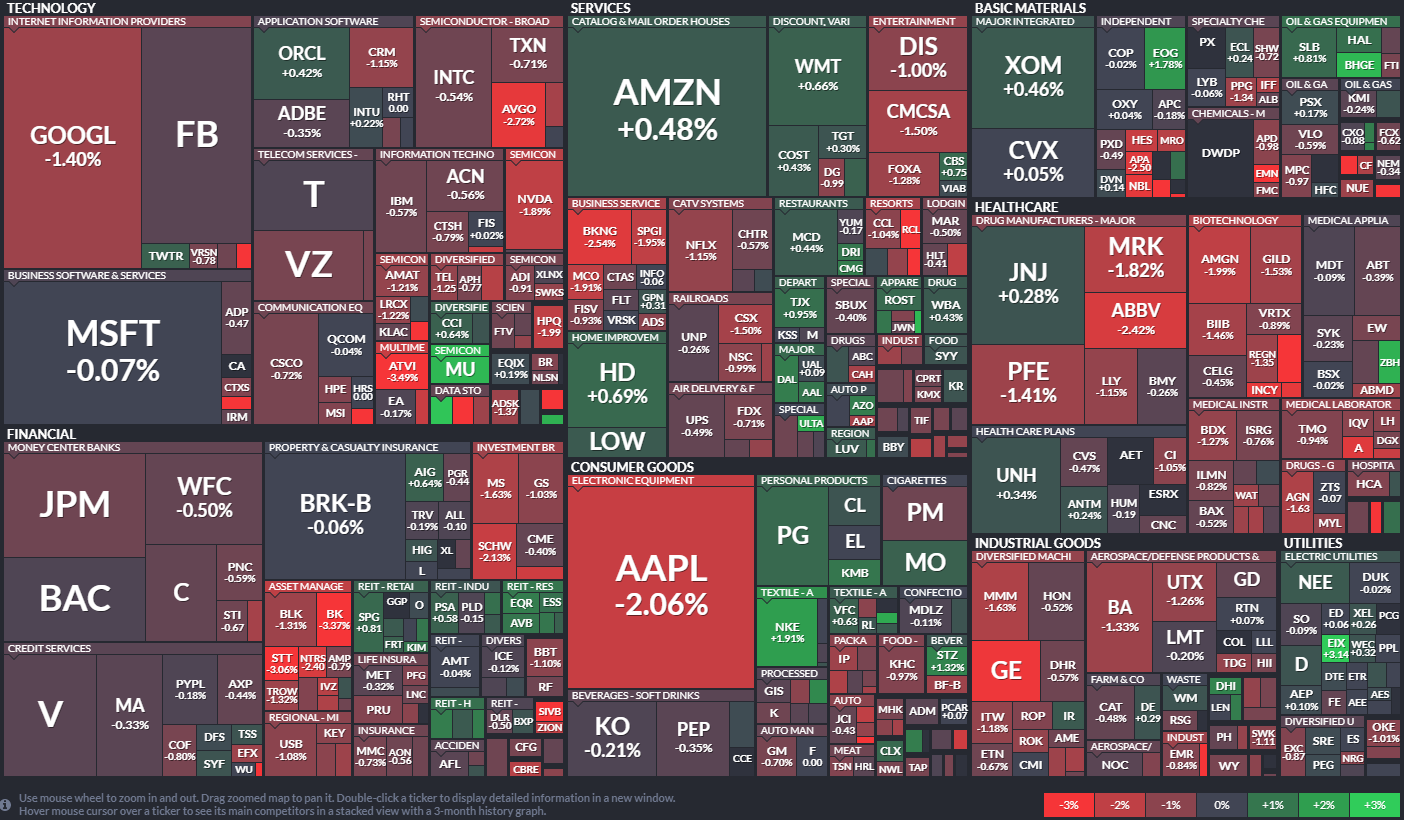 TECHNOLOGY
INTERNET INFORMATION PROVIDERS
GOOGL
-1.40%
FB
TWTR
VRSN
-0.78
APPLICATION SOFTWARE
ORCL
+0.42%
CRM
-1.15%
ADBE
-0.35%
INTU
+0.22%
RHT
0.00
SEMICONDUCTOR - BROAD
INTC
-0.54%
TXN
-0.71%
AVGO
-2.72%
TELECOM SERVICES -
T
VZ
INFORMATION TECHNO
IBM
-0.57%
ACN
-0.56%
CTSH
-0.79%
FIS
+0.02%
SEMICON
NVDA
-1.89%
BUSINESS SOFTWARE & SERVICES
MSFT
-0.07%
ADP
-0.47
CA
CTXS
IRM
COMMUNICATION EQ
CSCO
-0.72%
QCOM
-0.04%
HPE
HRS
0.00
MSI
SEMICON
AMAT
-1.21%
LRCX
-1.22%
KLAC
DIVERSIFIED
TEL
-1.25
APH
-0.77
SEMICON
ADI
-0.91
XLNX
SWKS
DIVERSIFIE
CCI
+0.64%
SCIEN
FTV
HPQ
-1.99
MULTIME
ATVI
-3.49%
EA
-0.17%
SEMICON
MU
EQIX
+0.19%
BR
NLSN
DATA STO
ADSK
-1.37
SERVICES
CATALOG & MAIL ORDER HOUSES
AMZN
+0.48%
DISCOUNT, VARI
WMT
+0.66%
COST
+0.43%
TGT
+0.30%
DG
-0.99
ENTERTAINMENT
DIS
-1.00%
CMCSA
-1.50%
FOXA
-1.28%
CBS
+0.75
VIAB
BUSINESS SERVICE
BKNG
-2.54%
SPGI
-1.95%
MCO
-1.91%
CTAS
INFO
-0.06
FISV
-0.93%
FLT
GPN
+0.31
VRSK
ADS
CATV SYSTEMS
NFLX
-1.15%
CHTR
-0.57%
RESTAURANTS
MCD
+0.44%
YUM
-0.17
DRI
CMG
RESORTS
CCL
-1.04%
RCL
LODGIN
MAR
-0.50%
HLT
-0.41
HOME IMPROVEM
HD
+0.69%
LOW
RAILROADS
UNP
-0.26%
CSX
-1.50%
NSC
-0.99%
AIR DELIVERY & F
UPS
-0.49%
FDX
-0.71%
DEPART
TJX
+0.95%
KSS
M
SPECIAL
SBUX
-0.40%
APPARE
ROST
JWN
DRUG
WBA
+0.43%
MAJOR
DAL
UAL
+0.09
AAL
DRUGS
ABC
CAH
INDUST
FOOD
SYY
CPRT
KMX
KR
AUTO P
AZO
AAP
SPECIAL
ULTA
REGION
LUV
TIF
BBY
BASIC MATERIALS
MAJOR INTEGRATED
XOM
+0.46%
CVX
+0.05%
INDEPENDENT
COP
-0.02%
EOG
+1.78%
OXY
+0.04%
APC
-0.18%
PXD
-0.49
HES
MRO
APA
-2.50
DVN
+0.14
NBL
SPECIALTY CHE
PX
ECL
+0.24
SHW
-0.72
LYB
-0.06%
PPG
-1.34
IFF
ALB
CHEMICALS - M
DWDP
APD
-0.98
EMN
FMC
OIL & GAS EQUIPMEN
SLB
+0.81%
HAL
BHGE
FTI
OIL & GA
PSX
+0.17%
VLO
-0.59%
MPC
-0.97
HFC
OIL & GAS
KMI
-0.24%
CXO
-0.08
FCX
-0.62
CF
NEM
-0.34
NUE
HEALTHCARE
DRUG MANUFACTURERS - MAJOR
JNJ
+0.28%
MRK
-1.82%
ABBV
-2.42%
PFE
-1.41%
LLY
-1.15%
BMY
-0.26%
BIOTECHNOLOGY
AMGN
-1.99%
GILD
-1.53%
BIIB
-1.46%
VRTX
-0.89%
CELG
-0.45%
REGN
-1.35
INCY
MEDICAL APPLIA
MDT
-0.09%
ABT
-0.39%
SYK
-0.23%
EW
BSX
-0.02%
ZBH
ABMD
HEALTH CARE PLANS
UNH
+0.34%
CVS
-0.47%
AET
CI
-1.05%
ANTM
+0.24%
HUM
-0.19
ESRX
CNC
MEDICAL INSTR
BDX
-1.27%
ISRG
-0.76%
ILMN
-0.82%
WAT
BAX
-0.52%
MEDICAL LABORATOR
TMO
-0.94%
IQV
LH
A
DGX
DRUGS - G
AGN
-1.63
ZTS
-0.07
MYL
HOSPITA
HCA
FINANCIAL
MONEY CENTER BANKS
JPM
WFC
-0.50%
BAC
C
PNC
-0.59%
STI
-0.67
PROPERTY & CASUALTY INSURANCE
BRK-B
-0.06%
AIG
+0.64%
PGR
-0.44
TRV
-0.19%
ALL
-0.10
HIG
XL
L
INVESTMENT BR
MS
-1.63%
GS
-1.03%
SCHW
-2.13%
CME
-0.40%
CREDIT SERVICES
V
MA
-0.33%
PYPL
-0.18%
AXP
-0.44%
COF
-0.80%
DFS
SYF
TSS
EFX
WU
ASSET MANAGE
BLK
-1.31%
BK
-3.37%
STT
-3.06%
NTRS
-2.40
AMP
-0.79
TROW
-1.32%
IVZ
REGIONAL - MI
USB
-1.08%
KEY
REIT - RETAI
SPG
+0.81
GGP
O
FRT
KIM
LIFE INSURA
MET
-0.32%
PFG
LNC
PRU
INSURANCE
MMC
-0.73%
AON
-0.56
REIT - INDU
PSA
+0.58
PLD
-0.15
REIT - RES
EQR
ESS
AVB
REIT -
AMT
-0.04%
DIVERS
ICE
-0.12%
BBT
-1.10%
RF
REIT - H
REIT -
DLR
-0.50
BXP
SIVB
ZION
ACCIDEN
AFL
CFG
CBRE
CONSUMER GOODS
ELECTRONIC EQUIPMENT
AAPL
-2.06%
PERSONAL PRODUCTS
PG
CL
EL
KMB
CIGARETTES
PM
MO
TEXTILE - A
NKE
+1.91%
TEXTILE - A
VFC
+0.63
RL
CONFECTIO
MDLZ
-0.11%
PACKA
IP
FOOD -
KHC
-0.97%
BEVER
STZ
+1.32%
BF-B
BEVERAGES - SOFT DRINKS
KO
-0.21%
PEP
-0.35%
CCE
PROCESSED
GIS
K
AUTO
JCI
-0.43
MHK
ADM
PCAR
+0.07
AUTO MAN
GM
-0.70%
F
0.00
MEAT
TSN
HRL
CLX
NWL
TAP
INDUSTRIAL GOODS
DIVERSIFIED MACHI
MMM
-1.63%
HON
-0.52%
GE
DHR
-0.57%
ITW
-1.18%
ROP
IR
ETN
-0.67%
ROK
AME
CMI
AEROSPACE/DEFENSE PRODUCTS &
BA
-1.33%
UTX
-1.26%
GD
LMT
-0.20%
RTN
+0.07%
COL
LLL
TDG
HII
FARM & CO
CAT
-0.48%
DE
+0.29
WASTE
WM
RSG
DHI
LEN
AEROSPACE/
NOC
INDUST
EMR
-0.84%
PH
SWK
-1.11
WY
UTILITIES
ELECTRIC UTILITIES
NEE
DUK
-0.02%
SO
-0.09%
ED
+0.06
XEL
+0.26
PCG
D
EIX
+3.14
WEC
+0.32
PPL
DTE
ETR
AEP
+0.10%
FE
AEE
AES
DIVERSIFIED U
EXC
-0.87
SRE
ES
OKE
-1.01%
PEG
NRG
Use mouse wheel to zoom in and out. Drag zoomed map to pan it. Double-click a ticker to display detailed information in a new window.
Hover mouse cursor over a ticker to see its main competitors in a stacked view with a 3-month history graph.
-3%
-2%
-1%
0%
+1%
+2%
+3%